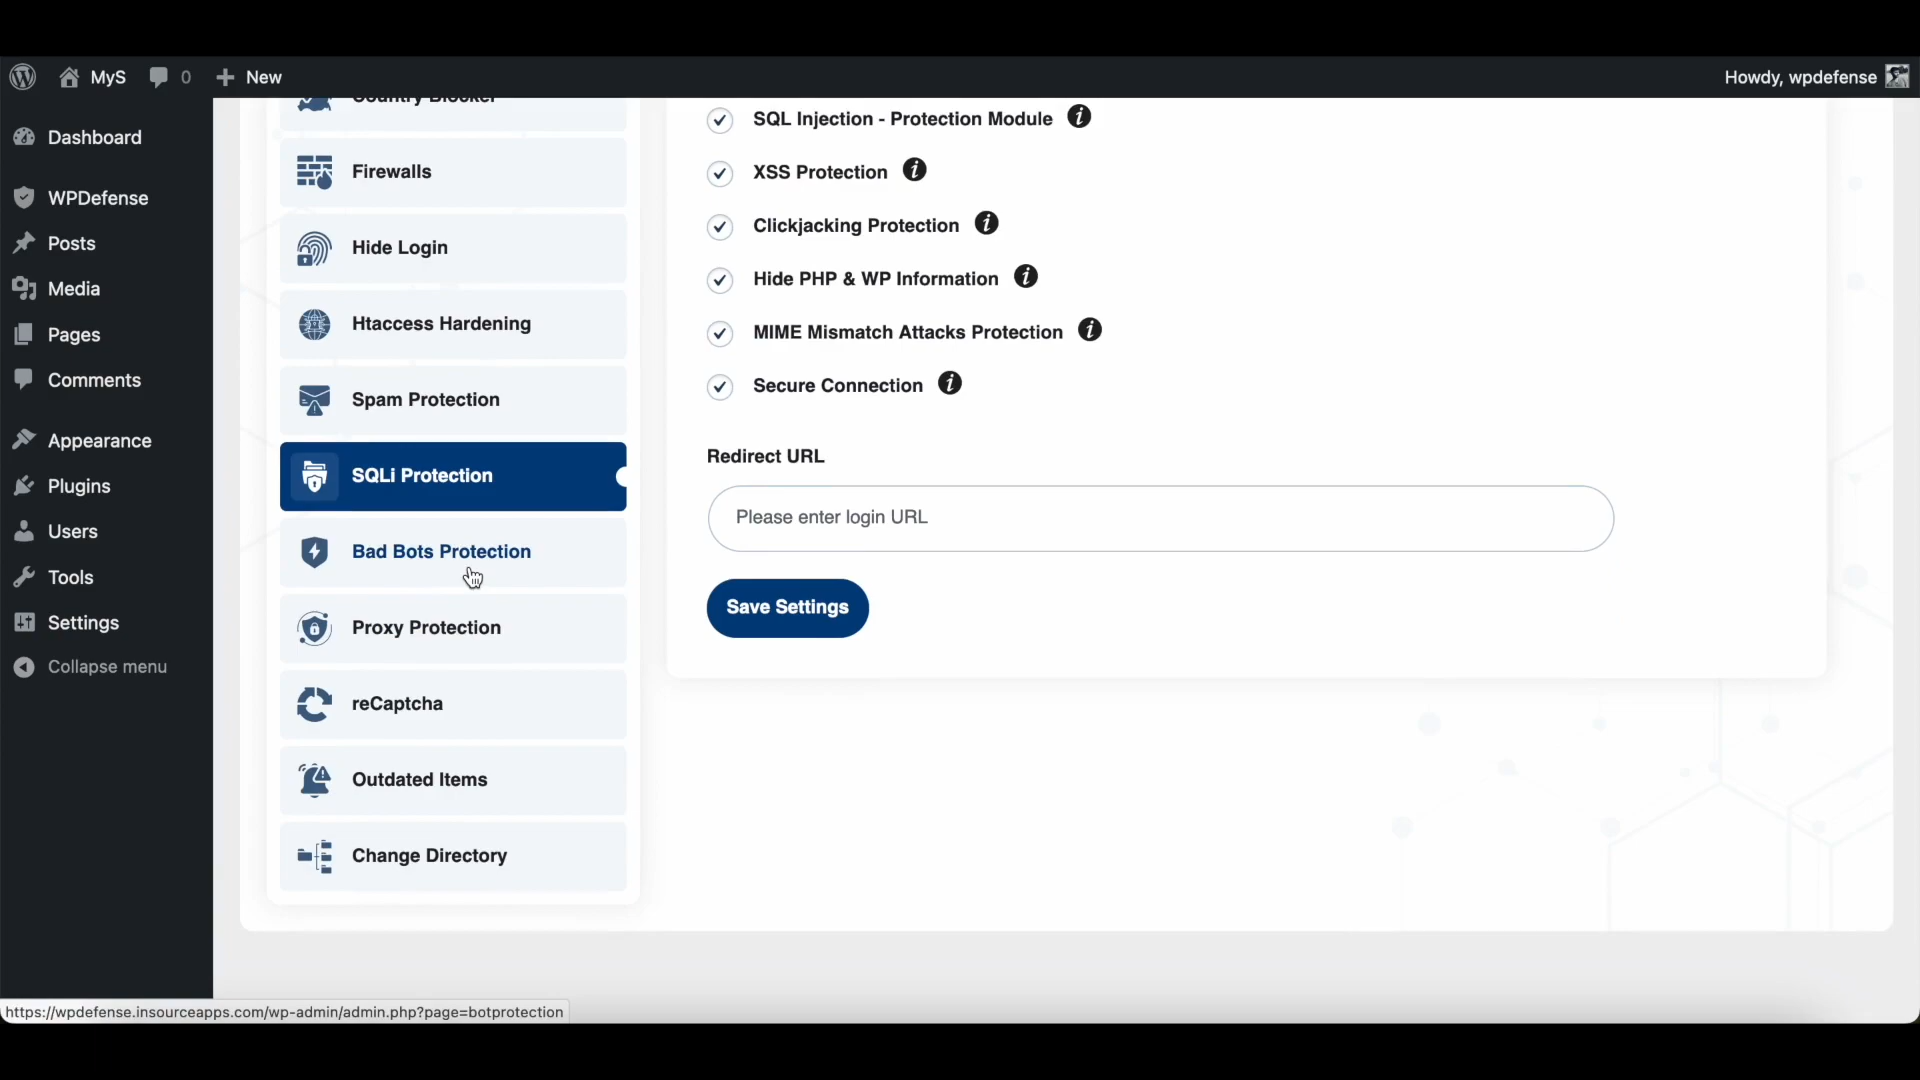 MyS 0 New
Howdy, wpdefense
Dashboard
WPDefense
Posts
Media
Pages
Comments
Appearance
Plugins
Users
Tools
Settings
Collapse menu
Country Blocker
Firewalls
Hide Login
Htaccess Hardening
Spam Protection
SQLi Protection
Bad Bots Protection
Proxy Protection
reCaptcha
Outdated Items
Change Directory
SQL Injection - Protection Module
XSS Protection
Clickjacking Protection
Hide PHP & WP Information
MIME Mismatch Attacks Protection
Secure Connection
Redirect URL
Please enter login URL
Save Settings
https://wpdefense.insourceapps.com/wp-admin/admin.php?page=botprotection